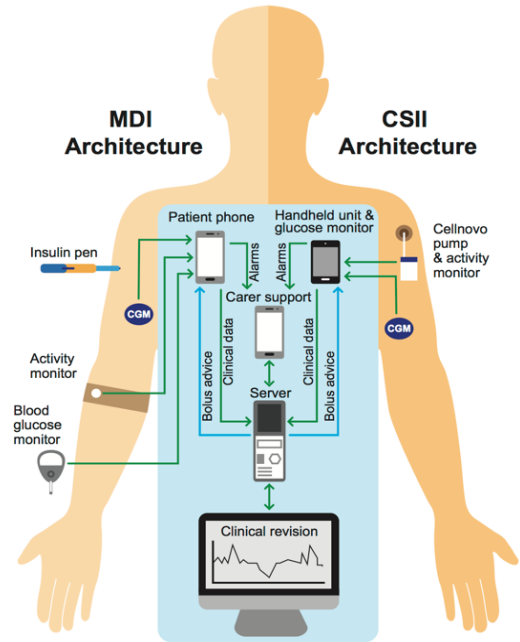 MDI
Architecture
CSII
Architecture
Patient phone
Handheld unit &
glucose monitor
Insulin pen
Cellnovo
pump
& activity
monitor
Alarms
Alarms
CGM
CGM
Carer support
Bolus advice
Clinical data
Clinical data
Bolus advice
Activity
monitor
Server
Blood
glucose
monitor
Clinical revision